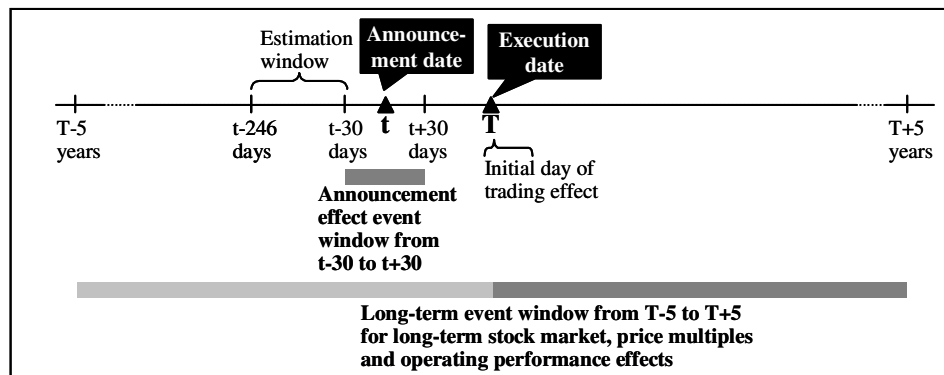 Estimation
window
Announce-
ment date
Execution
date
T-5
years
t-246
days
t-30
days
t
t+30
days
T
T+5
years
Initial day of
trading effect
Announcement
effect event
window from
t-30 to t+30
Long-term event window from T-5 to T+5
for long-term stock market, price multiples
and operating performance effects